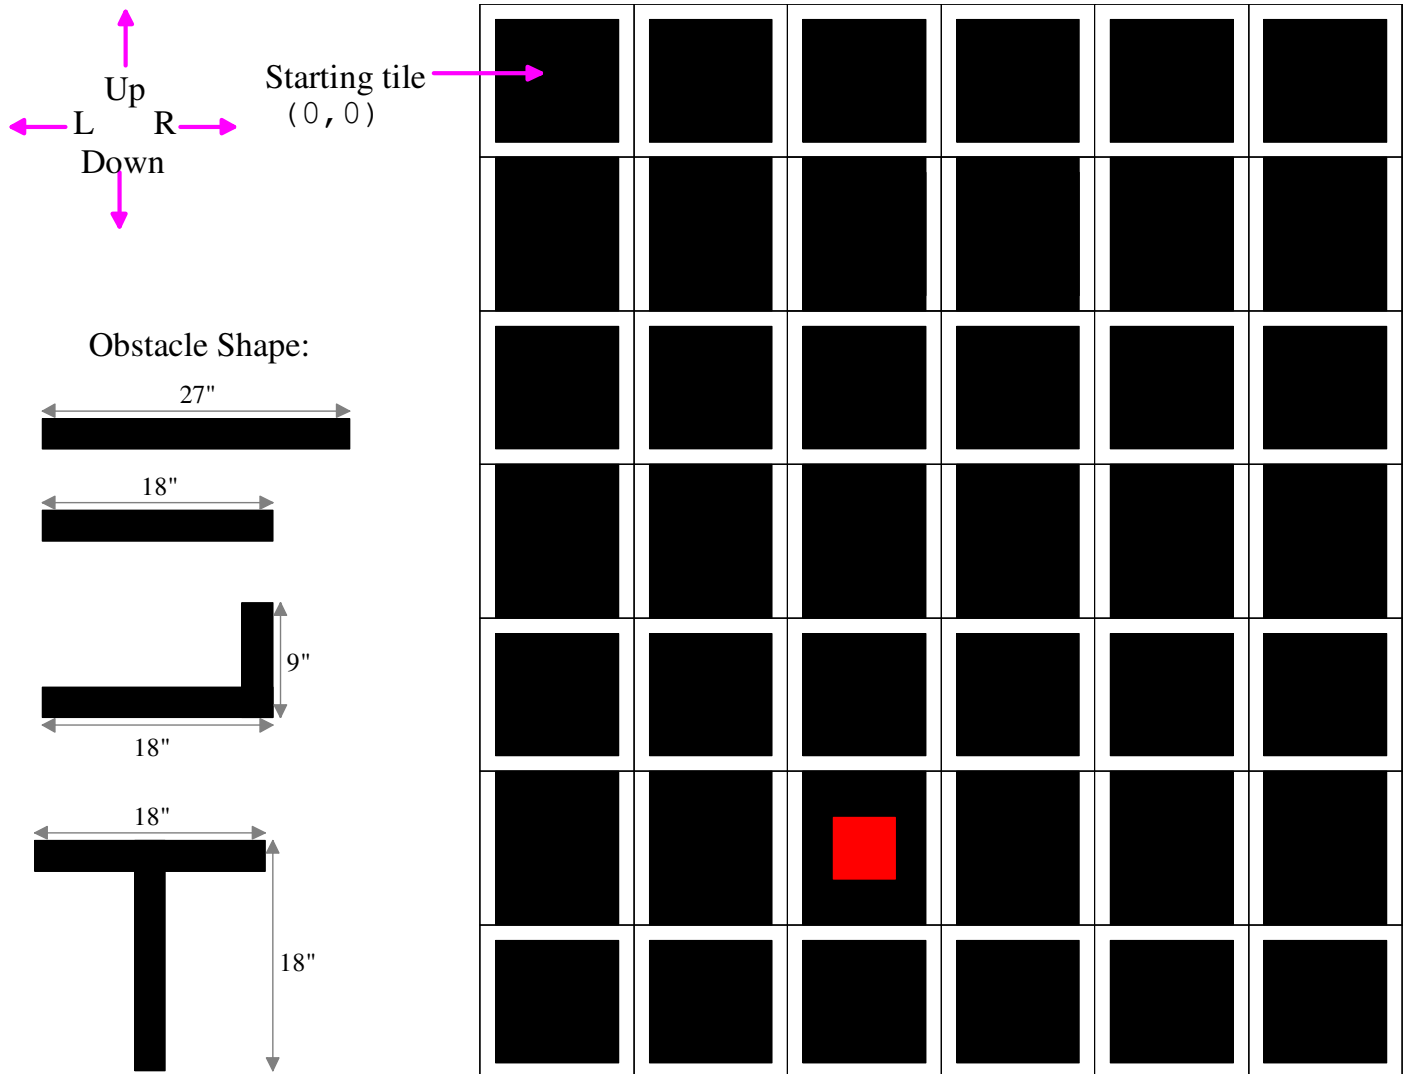 Up
L R
Down
Starting tile
(0,0)
Obstacle Shape:
27"
18"
9"
18"
18"
18"